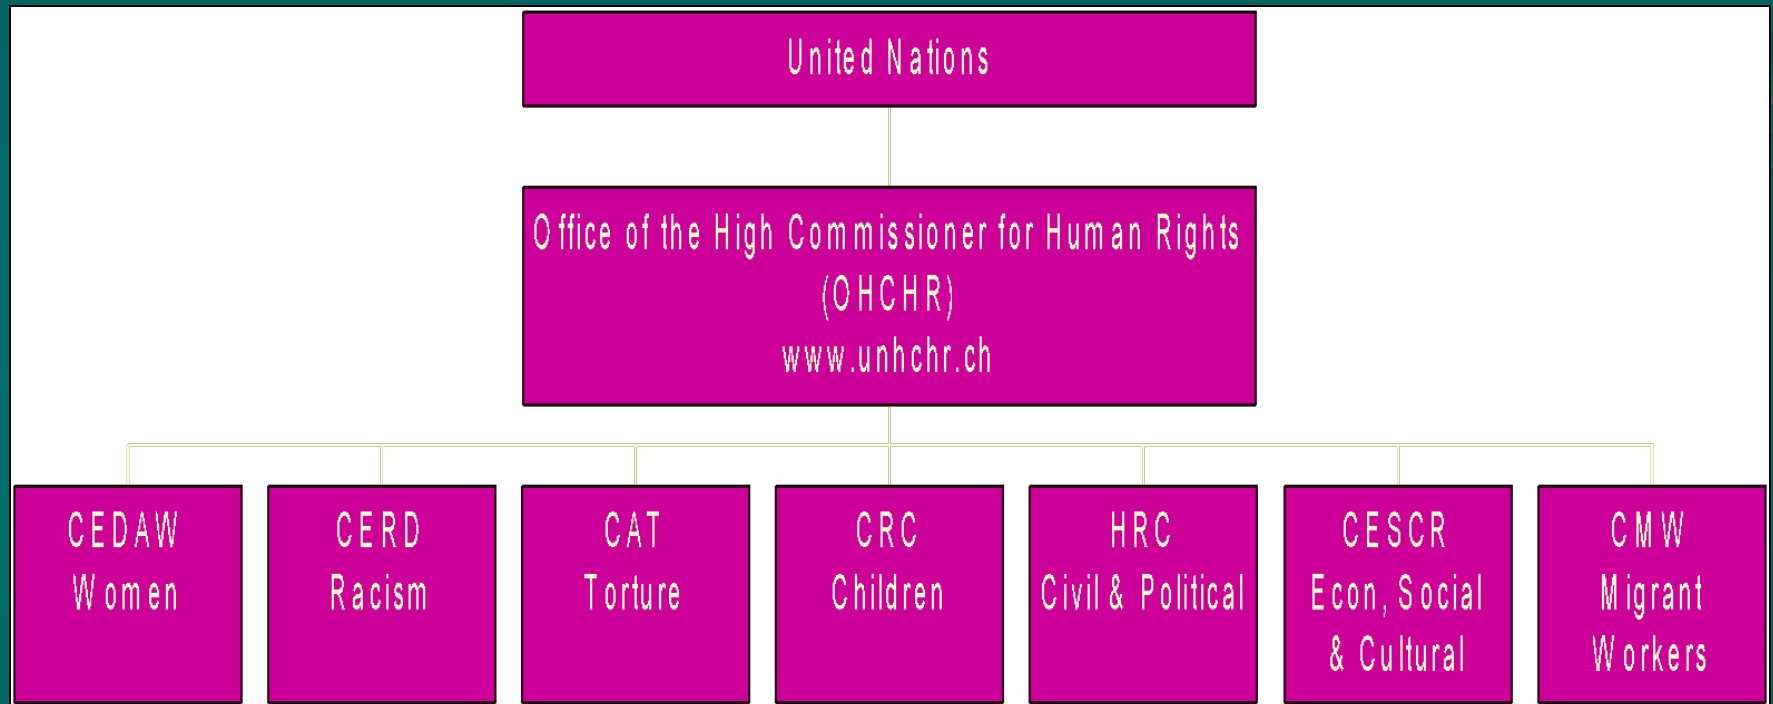 United Nations
Office of the High Commissioner for Human Rights
(OHCHR)
www.unhchr.ch
CEDAW
Women
CERD
Racism
CAT
Torture
CRC
Children
HRC
Civil & Political
CESCR
Econ, Social
& Cultural
CMW
Migrant
Workers